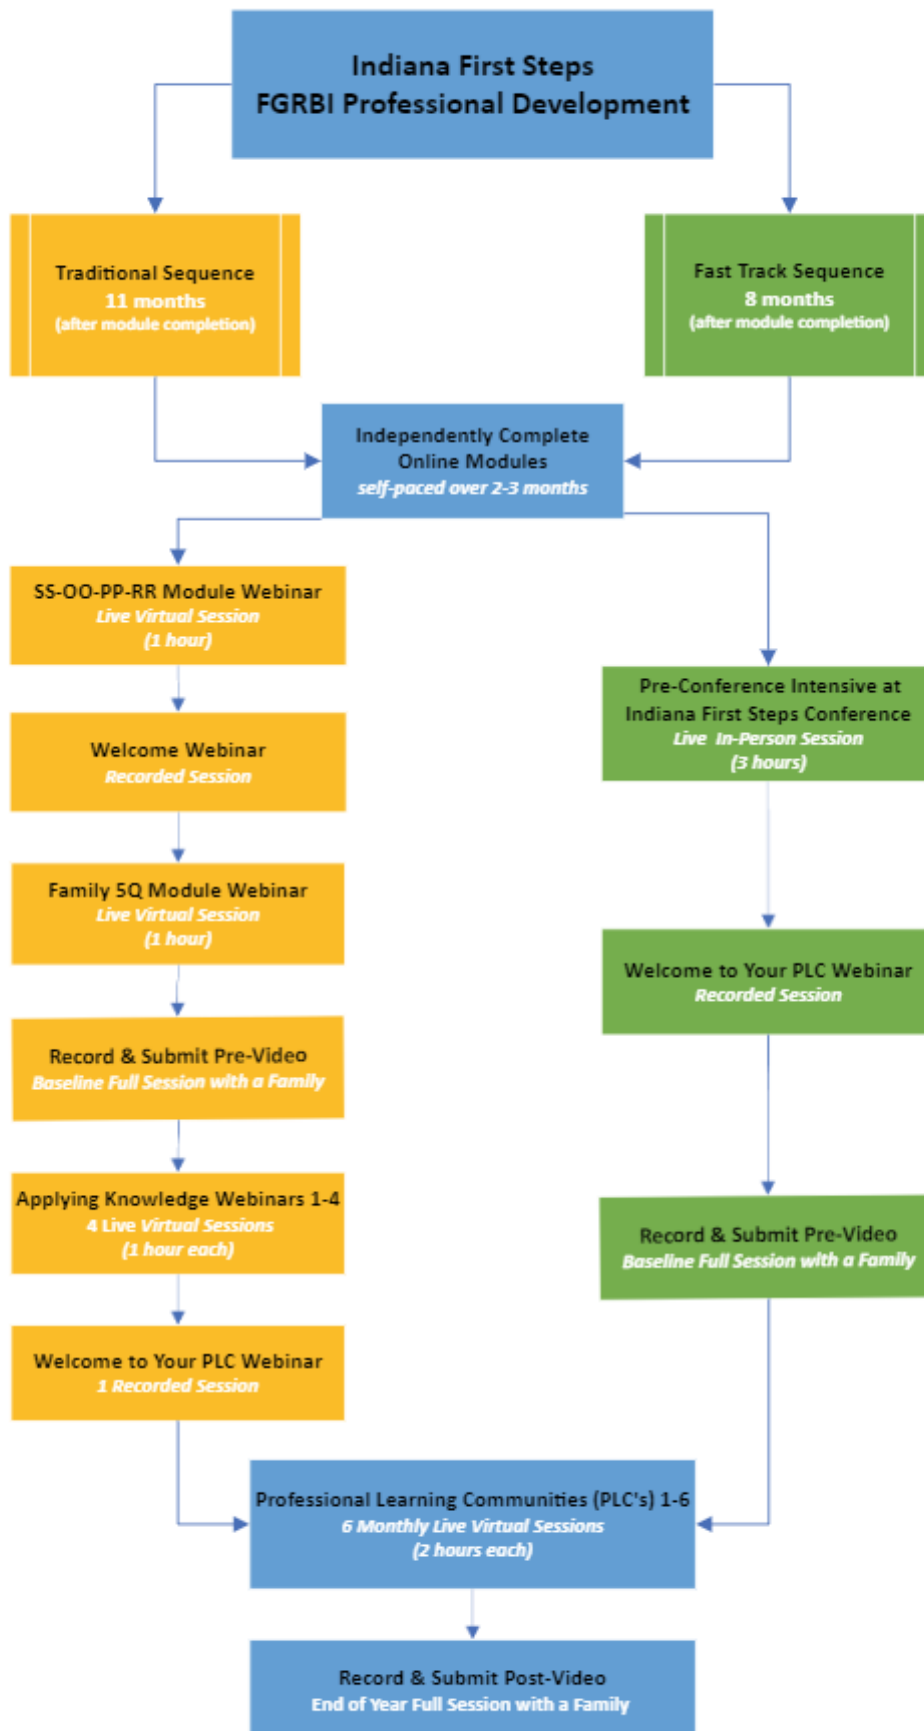 Indiana First Steps
FGRBI Professional Development
Traditional Sequence
11 months
(after module completion)
Fast Track Sequence
8 months
(after module completion)
Independently Complete
Online Modules
self-paced over 2-3 months
SS-OO-PP-RR Module Webinar
Live Virtual Session
(1 hour)
Welcome Webinar
Recorded Session
Family 5Q Module Webinar
Live Virtual Session
(1 hour)
Record & Submit Pre-Video
Baseline Full Session with a Family
Applying Knowledge Webinars 1-4
4 Live Virtual Sessions
(1 hour each)
Welcome to Your PLC Webinar
1 Recorded Session
Pre-Conference Intensive at
Indiana First Steps Conference
Live In-Person Session
(3 hours)
Welcome to Your PLC Webinar
Recorded Session
Record & Submit Pre-Video
Baseline Full Session with a Family
Professional Learning Communities (PLC's) 1-6
6 Monthly Live Virtual Sessions
(2 hours each)
Record & Submit Post-Video
End of Year Full Session with a Family